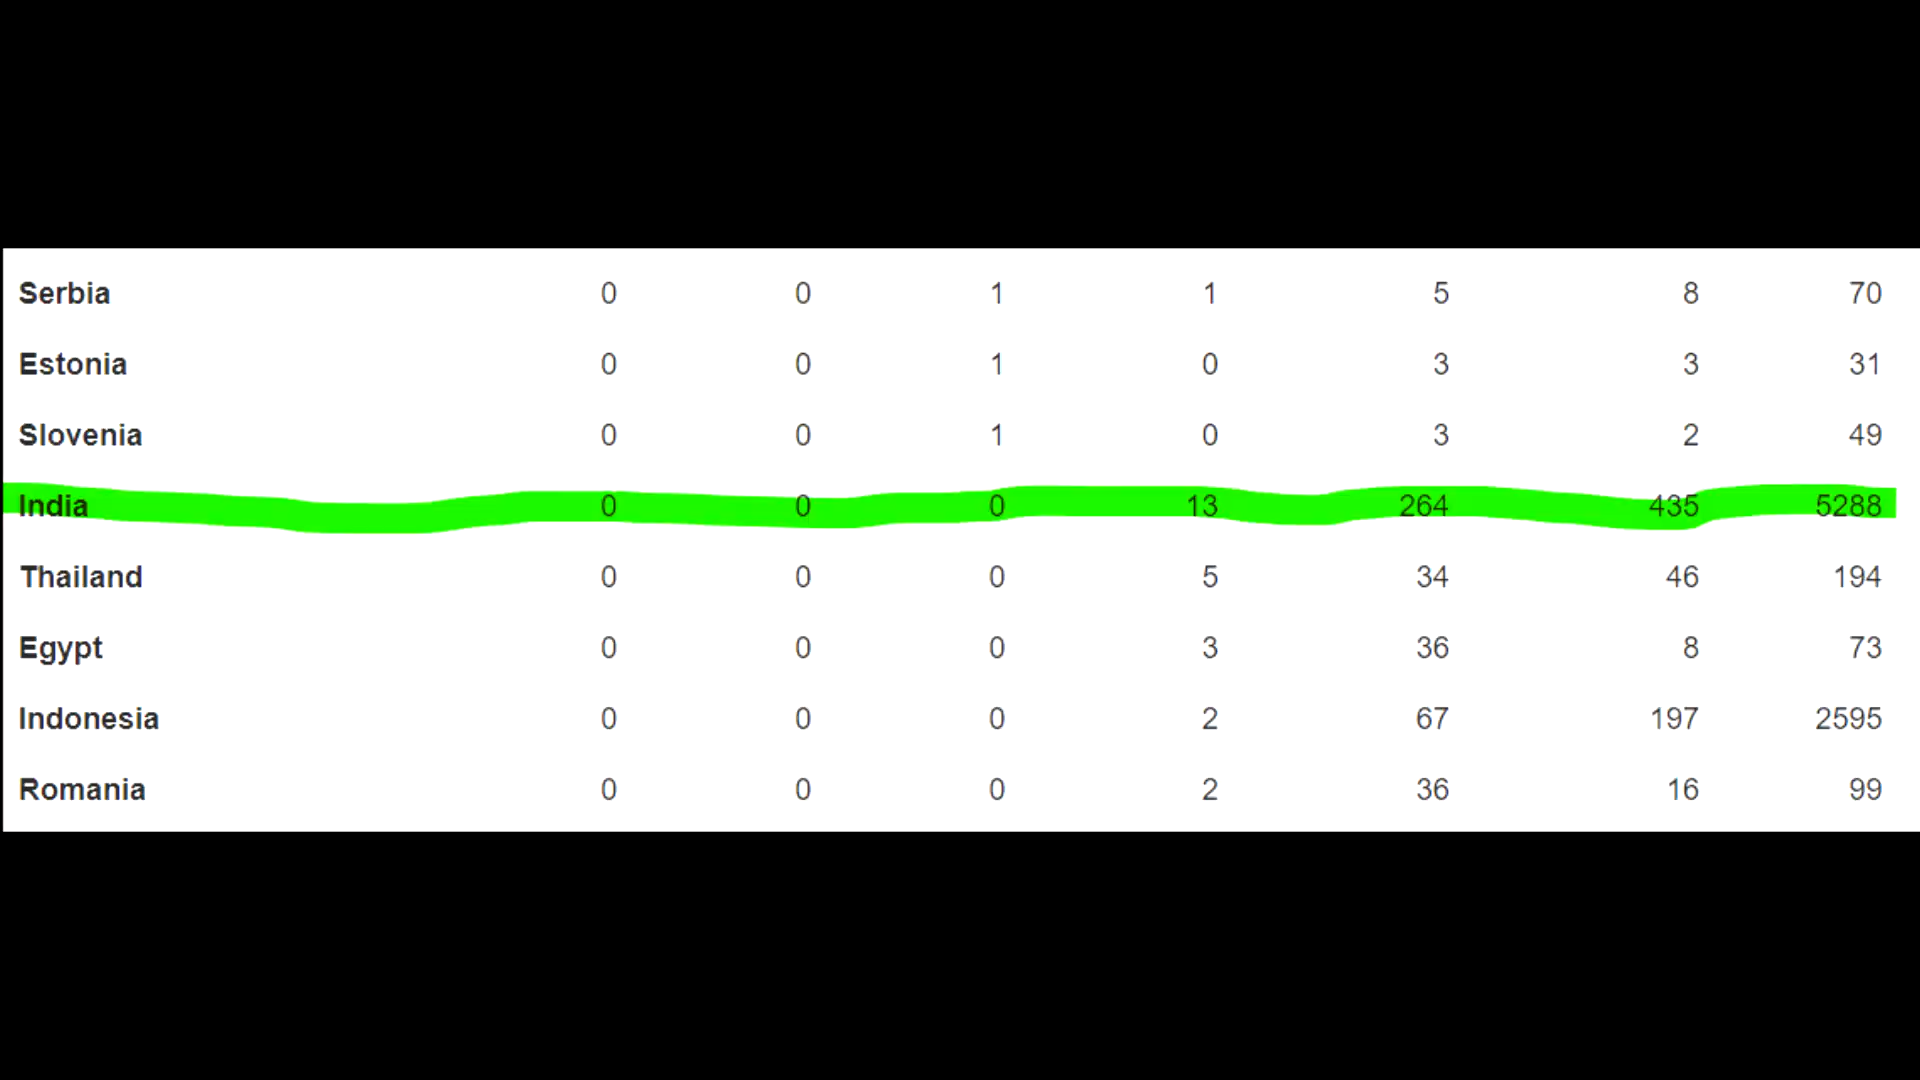 Serbia 0 0 1 1 5 8 70
Estonia 0 0 1 0 3 3 31
Slovenia 0 0 1 0 3 2 49
India 0 0 0 13 264 435 5288
Thailand 0 0 0 5 34 46 194
Egypt 0 0 0 3 36 8 73
Indonesia 0 0 0 2 67 197 2595
Romania 0 0 0 2 36 16 99